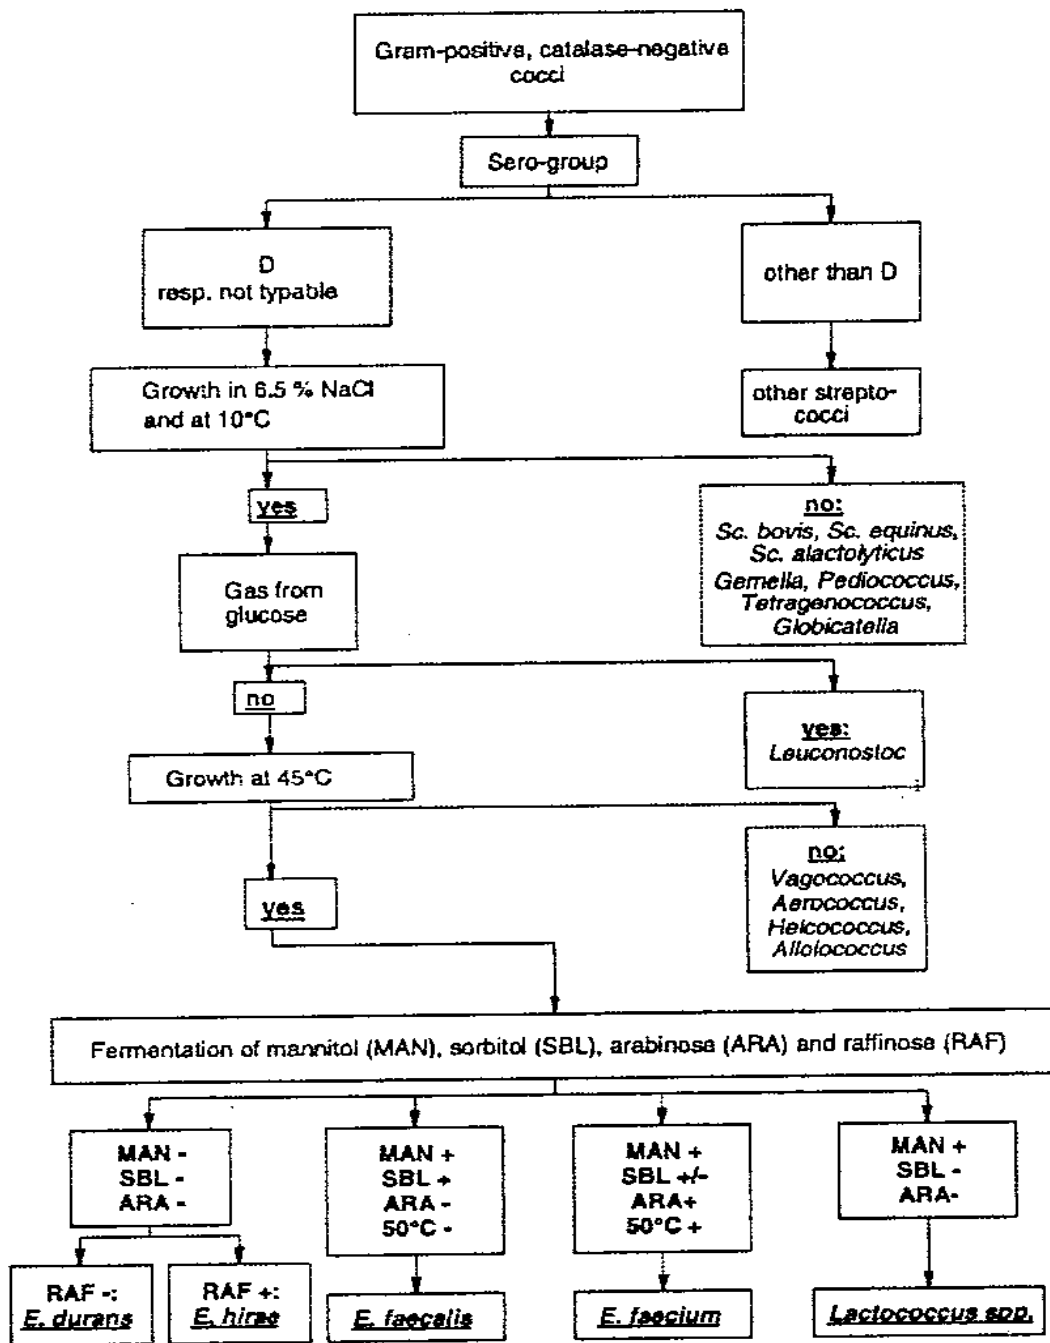 Gram-positive, catalase-negative
cocci
Sero-group
D
resp. not typable
other than D
Growth in 6.5 % NaCl
and at 10°C
other strepto-
cocci
yes
no:
Sc. bovis, Sc. equinus,
Sc. alactolyticus
Gemella, Pediococcus,
Tetragenococcus,
Globicatella
Gas from
glucose
no
yes:
Leuconostoc
Growth at 45°C
no:
Vagococcus,
Aerococcus,
Helcococcus,
Alloiococcus
yes
Fermentation of mannitol (MAN), sorbitol (SBL), arabinosa (ARA) and raffinose (RAF)
MAN -
SBL -
ARA -
MAN +
SBL +
ARA -
50°C -
MAN +
SBL +/-
ARA+
50°C +
MAN +
SBL -
ARA-
RAF -:
E. durans
RAF +:
E. hirae
E. faecalis
E. faecium
Lactococcus spp.